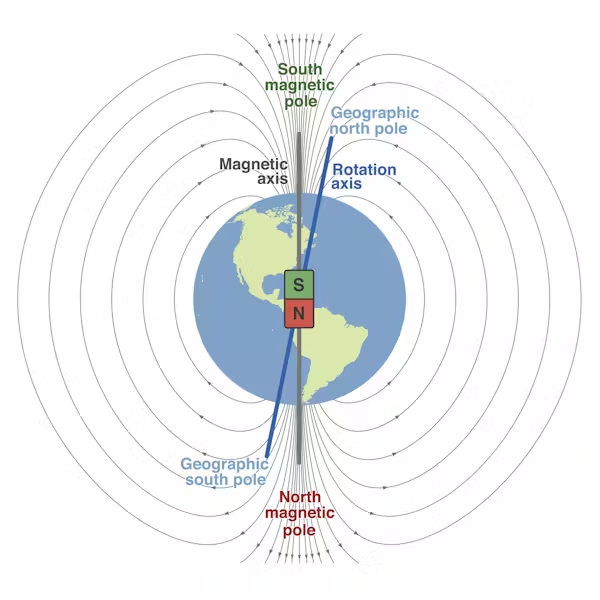 South
magnetic
pole
Geographic
north pole
Magnetic
axis
Rotation
axis
S
N
Geographic
south pole
North
magnetic
pole